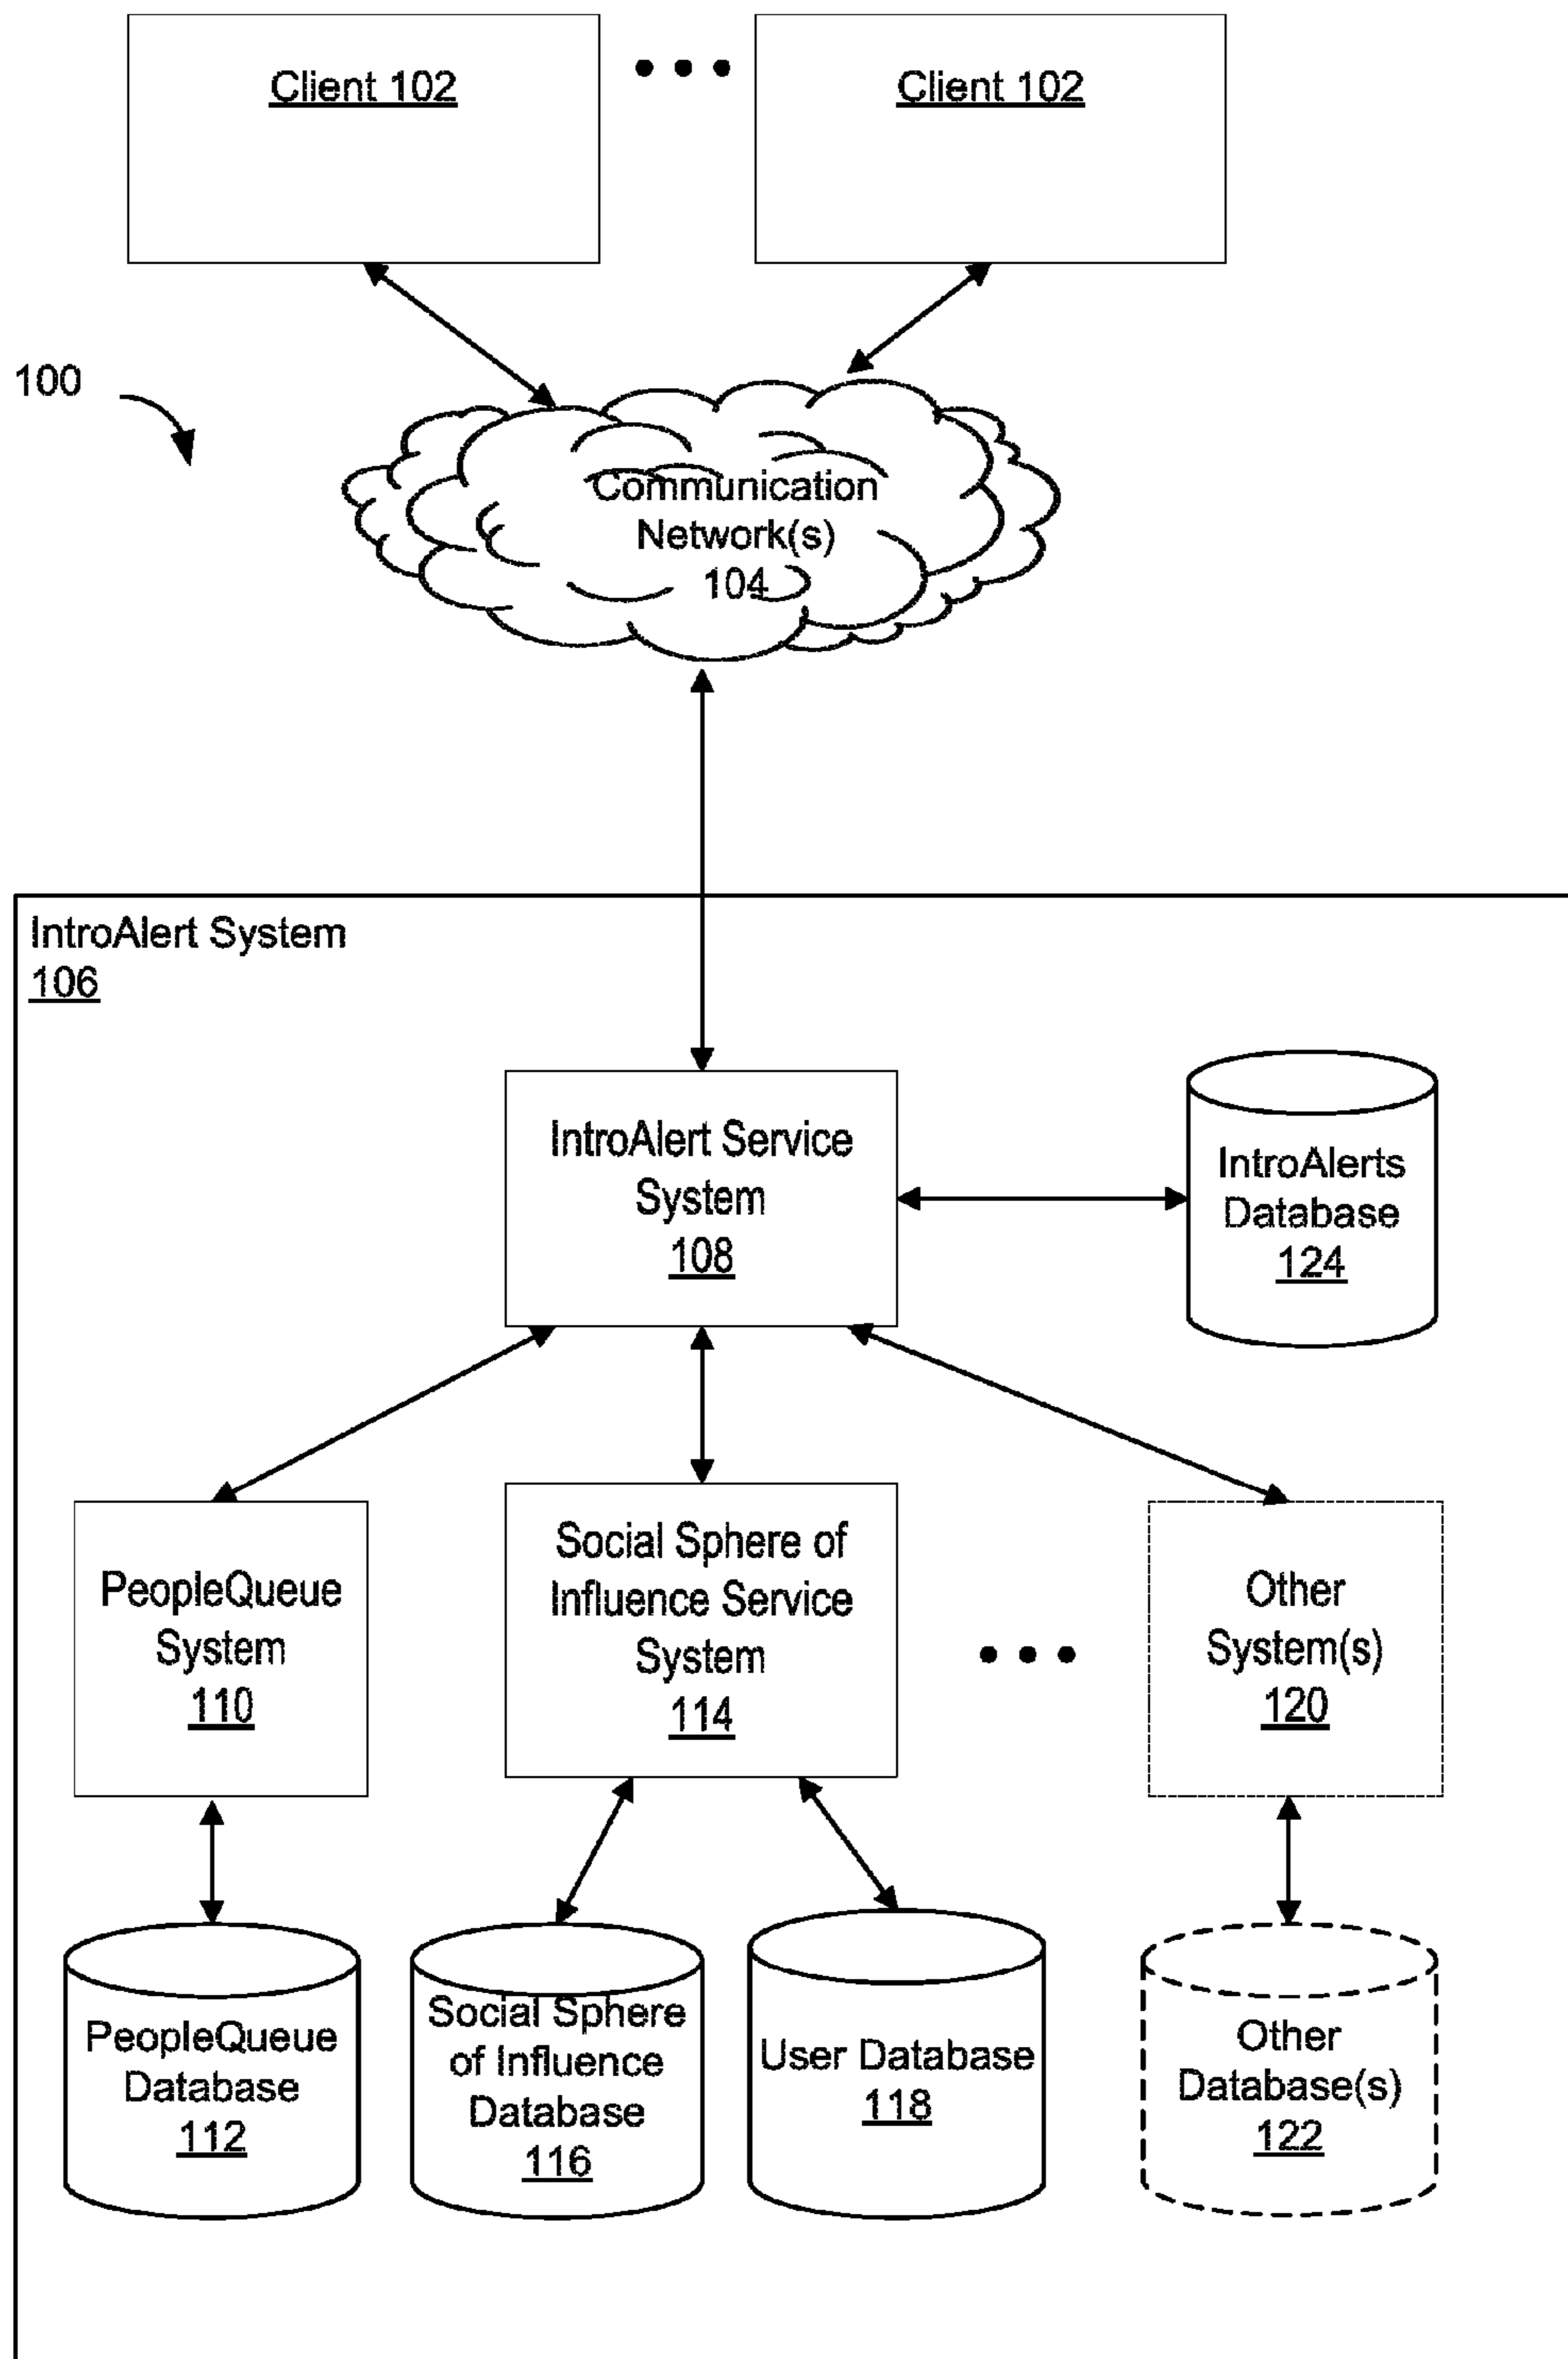 Client 102
Client 102
100
Communication
Network(s)
104
IntroAlert System
106
IntroAlert Service
System
108
IntroAlerts
Database
124
PeopleQueue
System
110
Social Sphere of
Influence Service
System
114
Other
System(s)
120
PeopleQueue
Database
112
Social Sphere
of Influence
Database
116
User Database
118
Other
Database(s)
122